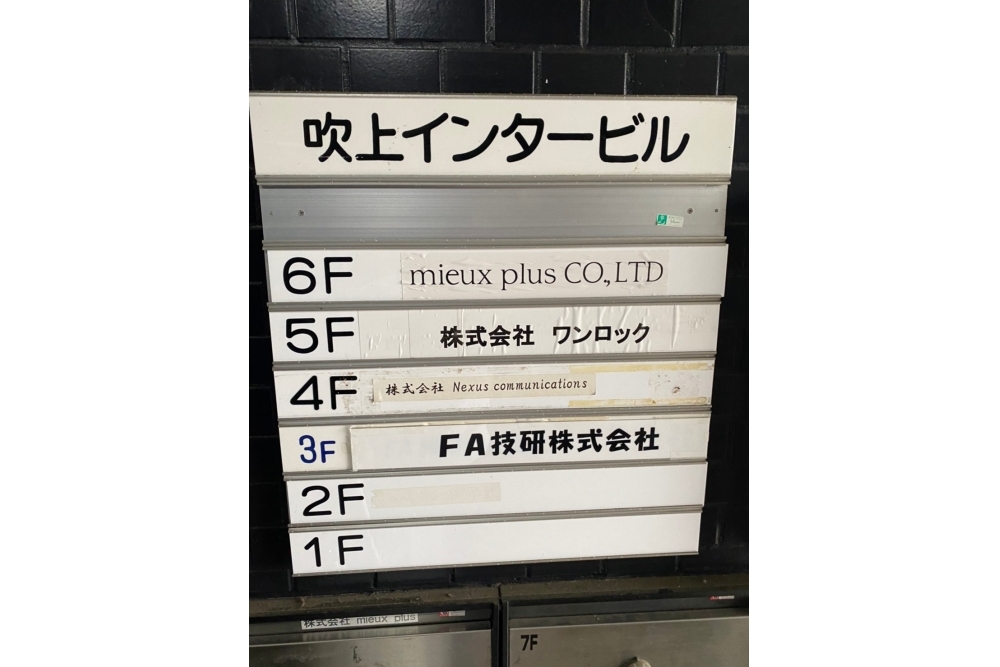 吹上インタービル
6F mieux plus CO.,LTD
5F 株式会社 ワンロック
4F 株式会社 Nexus communications
3F FA技研株式会社
2F
1F
株式会社 mieux plus
7F